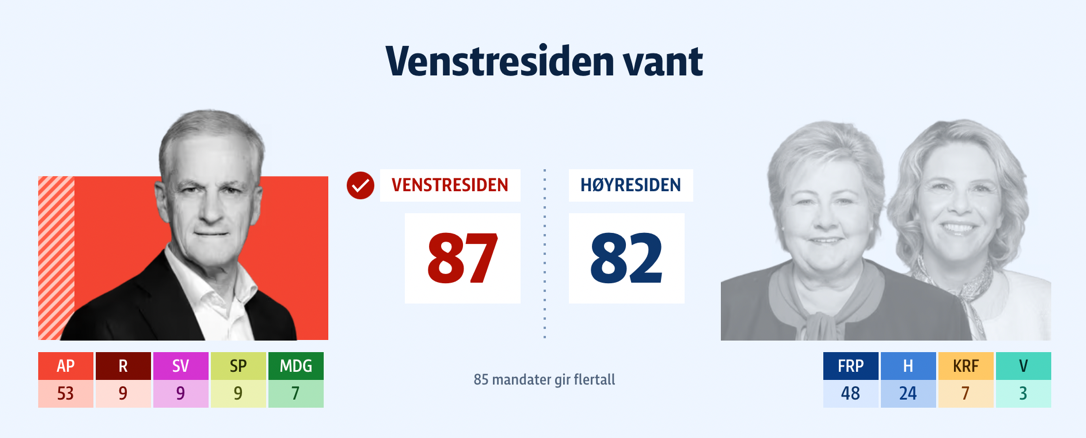 Venstresiden vant
VENSTRESIDEN
HØYRESIDEN
87
82
AP R SV SP MDG
53 9 9 9 7
85 mandater gir flertall
FRP H KRF V
48 24 7 3